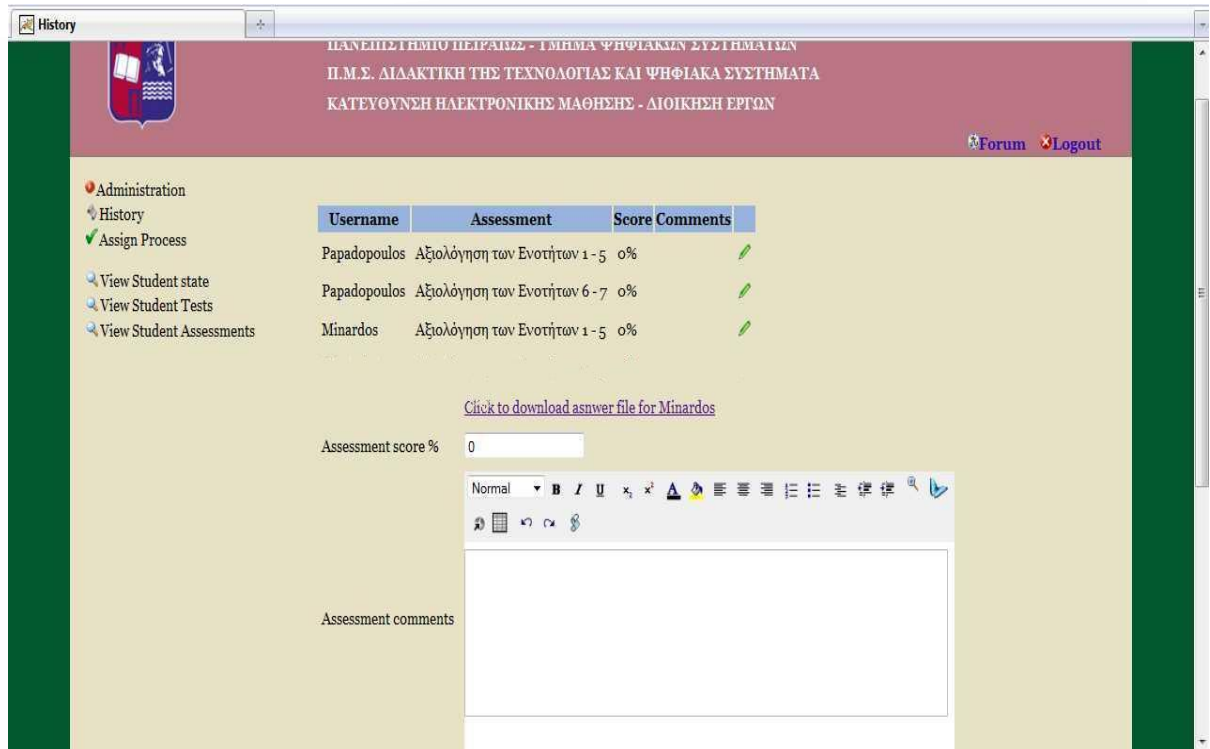 History
ΠΑΝΕΠΙΣΤΗΜΙΟ ΠΕΙΡΑΙΩΣ - ΤΜΗΜΑ ΨΗΦΙΑΚΩΝ ΣΥΣΤΗΜΑΤΩΝ
Π.Μ.Σ. ΔΙΔΑΚΤΙΚΗ ΤΗΣ ΤΕΧΝΟΛΟΓΙΑΣ ΚΑΙ ΨΗΦΙΑΚΑ ΣΥΣΤΗΜΑΤΑ
ΚΑΤΕΥΘΥΝΣΗ ΗΛΕΚΤΡΟΝΙΚΗΣ ΜΑΘΗΣΗΣ - ΔΙΟΙΚΗΣΗ ΕΡΓΩΝ
Forum Logout
Administration
History
Assign Process
View Student state
View Student Tests
View Student Assessments
Username Assessment Score Comments
Papadopoulos Αξιολόγηση των Ενοτήτων 1 - 5 0%
Papadopoulos Αξιολόγηση των Ενοτήτων 6 - 7 0%
Minardos Αξιολόγηση των Ενοτήτων 1 - 5 0%
Click to download asnwer file for Minardos
Assessment score % 0
Normal B I U x₂ x² A
Assessment comments